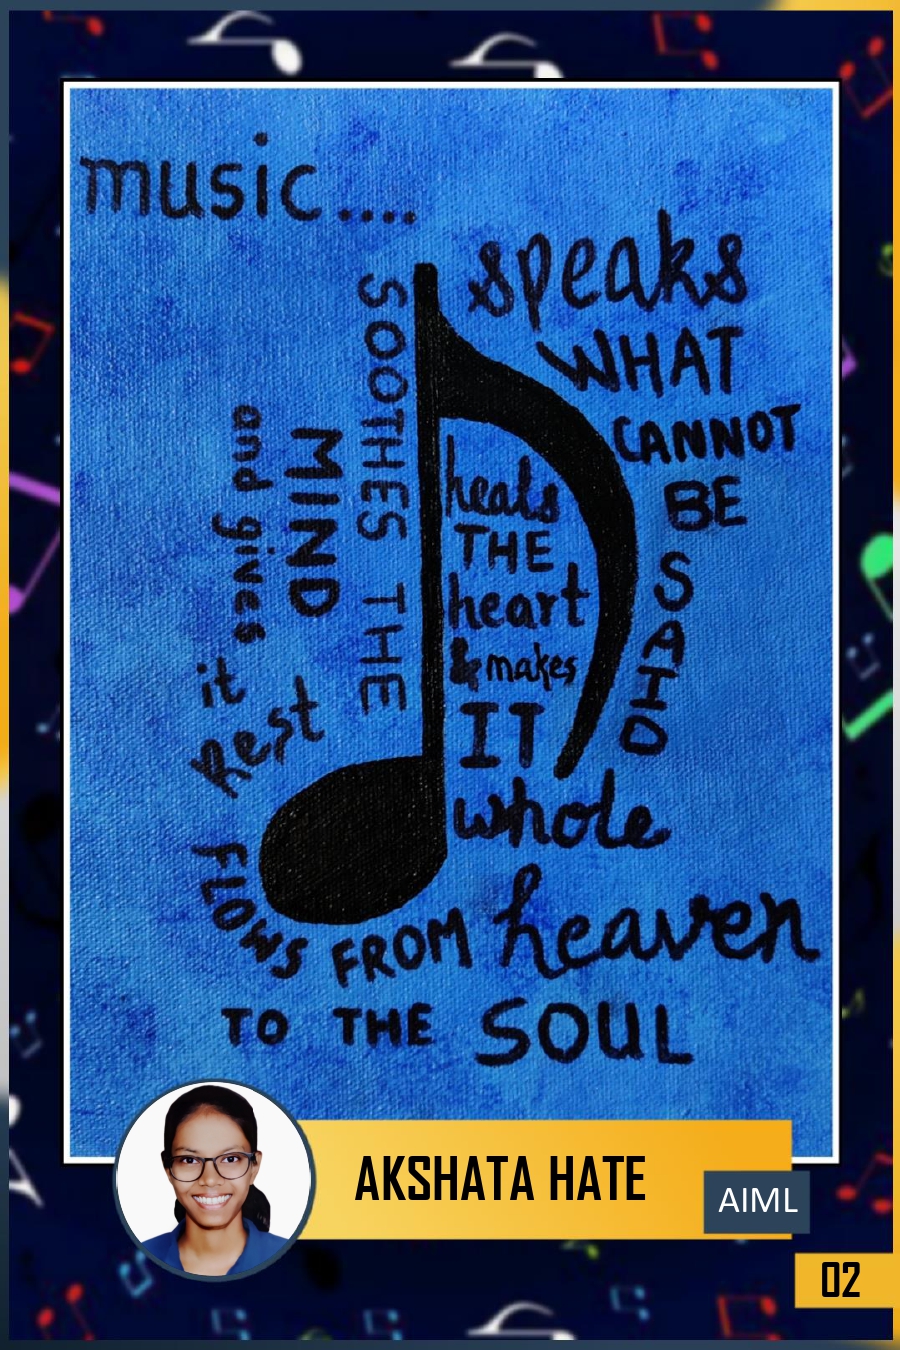 music....
speaks
WHAT
CANNOT
BE
SAID
heals
THE
heart
& makes
IT
whole
SOOTHES THE
MIND
and gives
it
Rest
FLOWS FROM heaven
TO THE SOUL
AKSHATA HATE
AIML
02